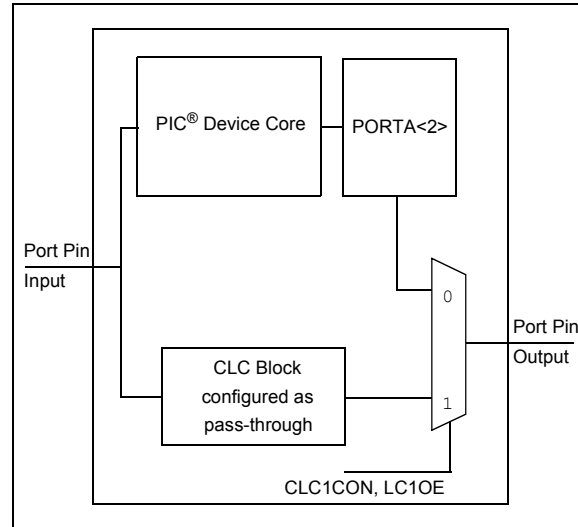 PIC® Device Core
PORTA<2>
Port Pin
Input
0
Port Pin
Output
CLC Block
configured as
pass-through
1
CLC1CON, LC1OE